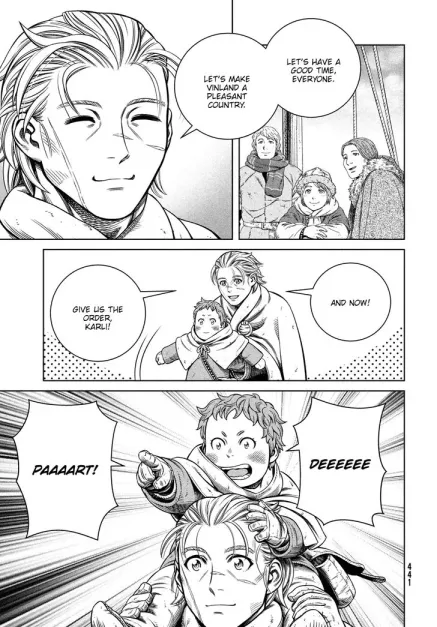 LET'S HAVE A
GOOD TIME,
EVERYONE.
LET'S MAKE
VINLAND A
PLEASANT
COUNTRY.
AND NOW!
GIVE US THE
ORDER,
KARLI!
DEEEEEE
PAAAART!
441